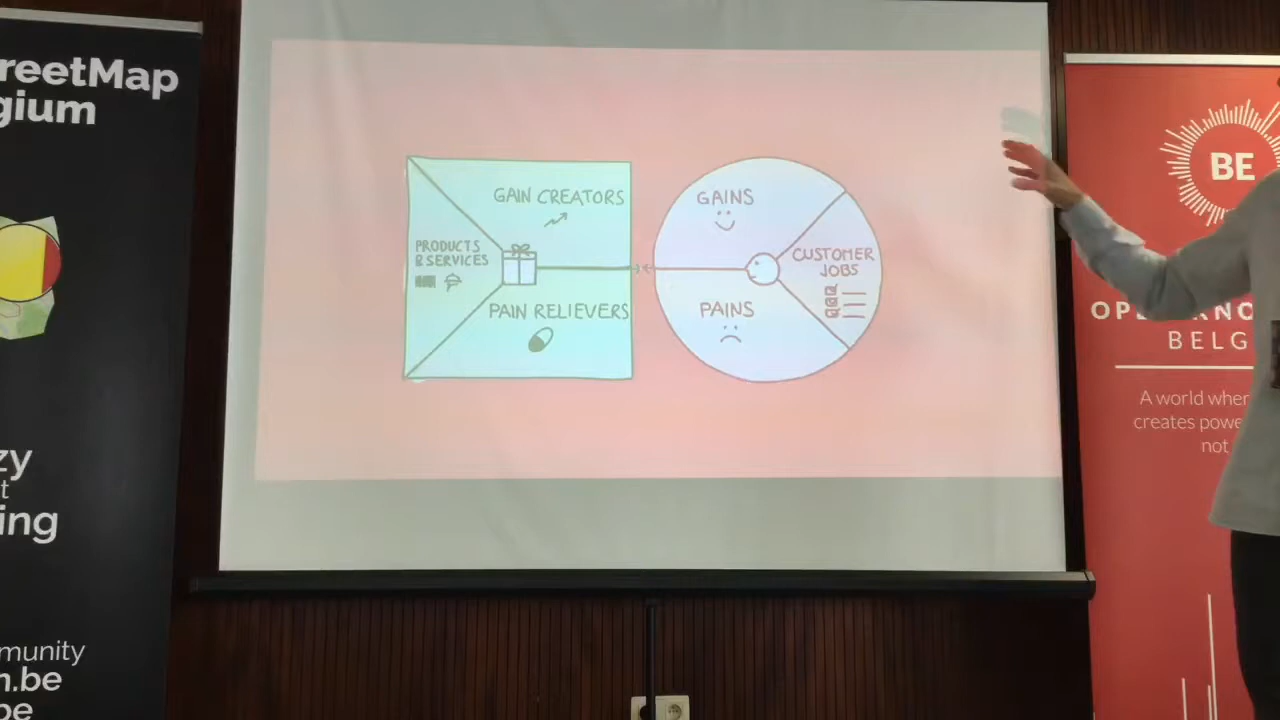 reetMap
gium
zy
t
ing
munity
n.be
be
GAIN CREATORS
PRODUCTS
& SERVICES
PAIN RELIEVERS
GAINS
CUSTOMER
JOBS
PAINS
BE
BELG
A world wher
creates powe
not